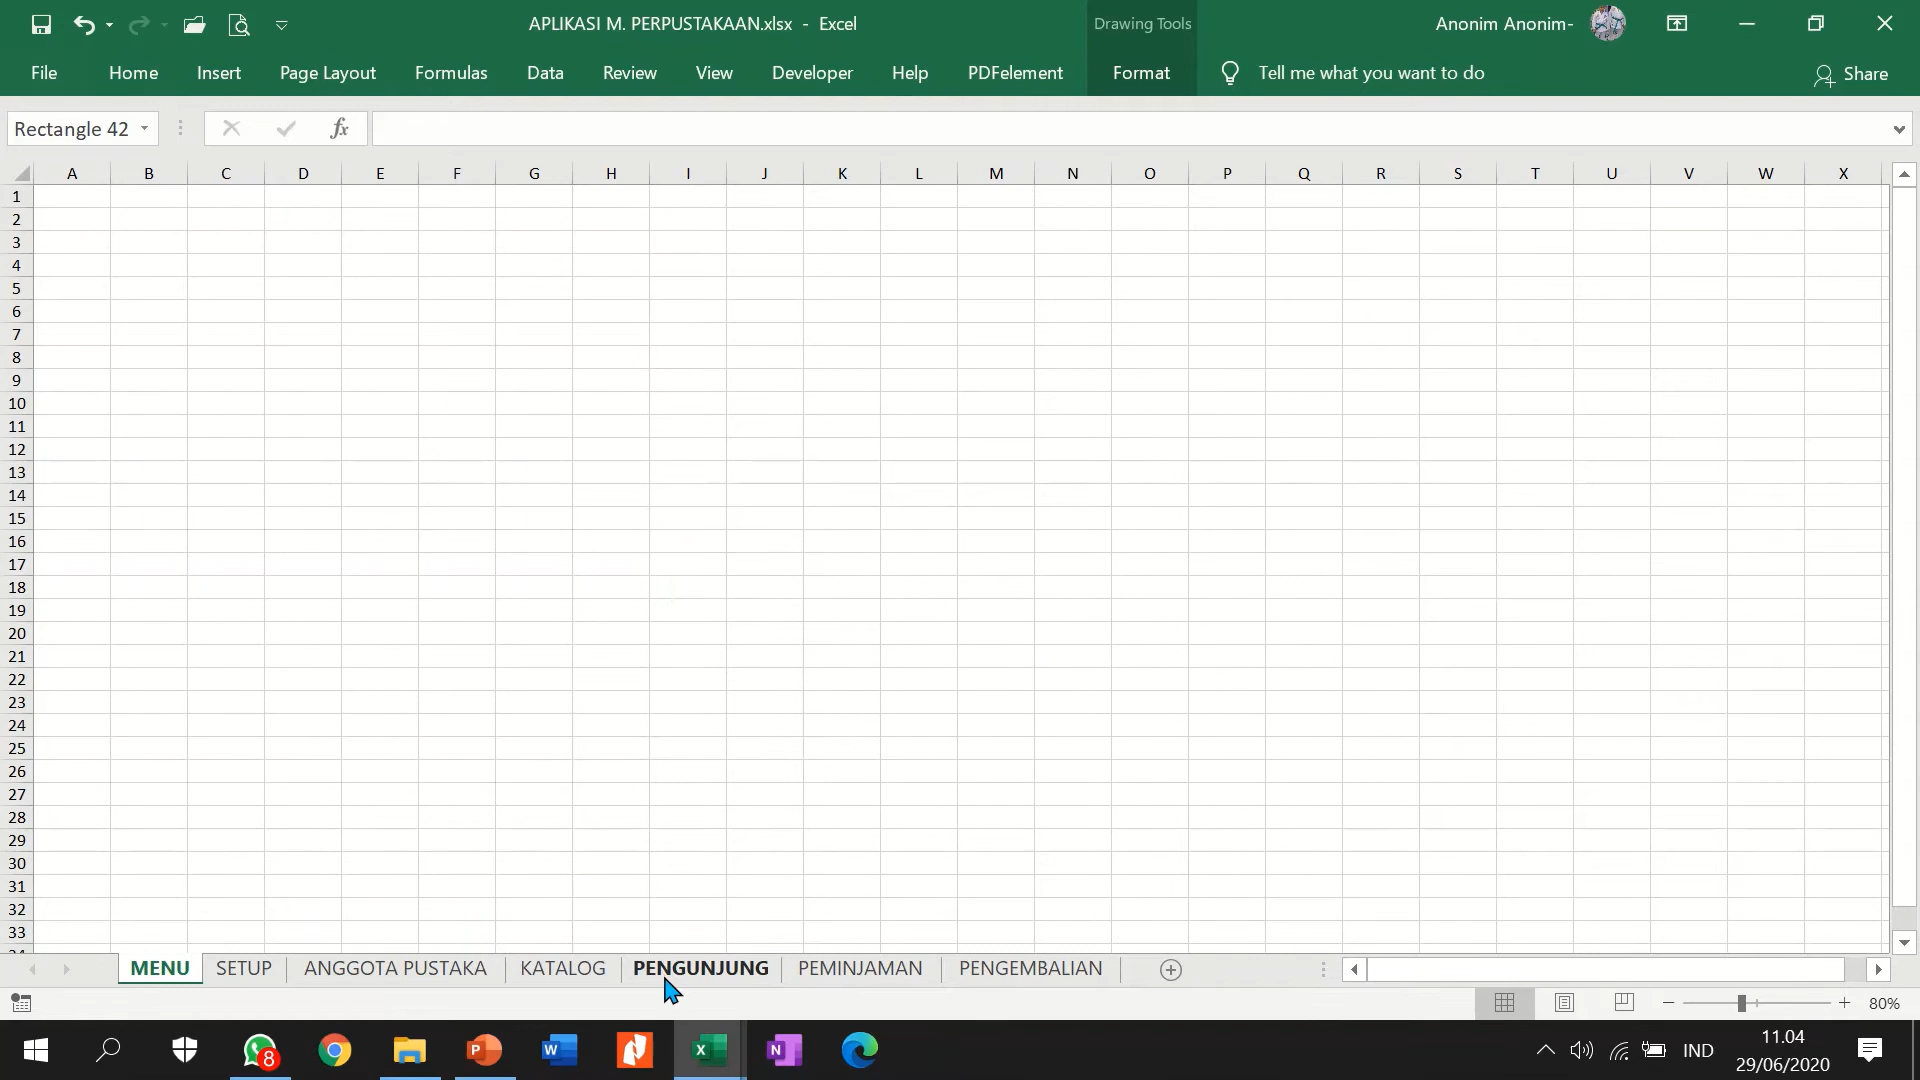 APLIKASI M. PERPUSTAKAAN.xlsx - Excel
Drawing Tools
Anonim Anonim-
File Home Insert Page Layout Formulas Data Review View Developer Help PDFelement Format Tell me what you want to do Share
Rectangle 42
fx
A B C D E F G H I J K L M N O P Q R S T U V W X
1
2
3
4
5
6
7
8
9
10
11
12
13
14
15
16
17
18
19
20
21
22
23
24
25
26
27
28
29
30
31
32
33
MENU SETUP ANGGOTA PUSTAKA KATALOG PENGUNJUNG PEMINJAMAN PENGEMBALIAN
80%
8
P
W
X
N
IND
11.04
29/06/2020